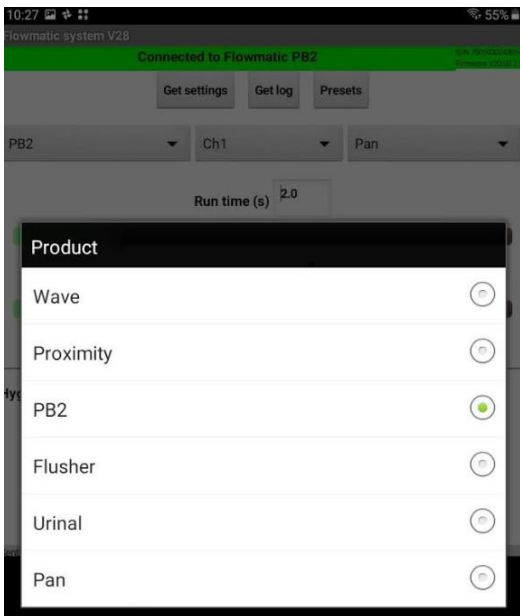 10:27 55%
Flowmatic system V28
Connected to Flowmatic PB2
Get settings Get log Presets
PB2 Ch1 Pan
Run time (s) 2.0
Product
Wave
Proximity
PB2
Flusher
Urinal
Pan